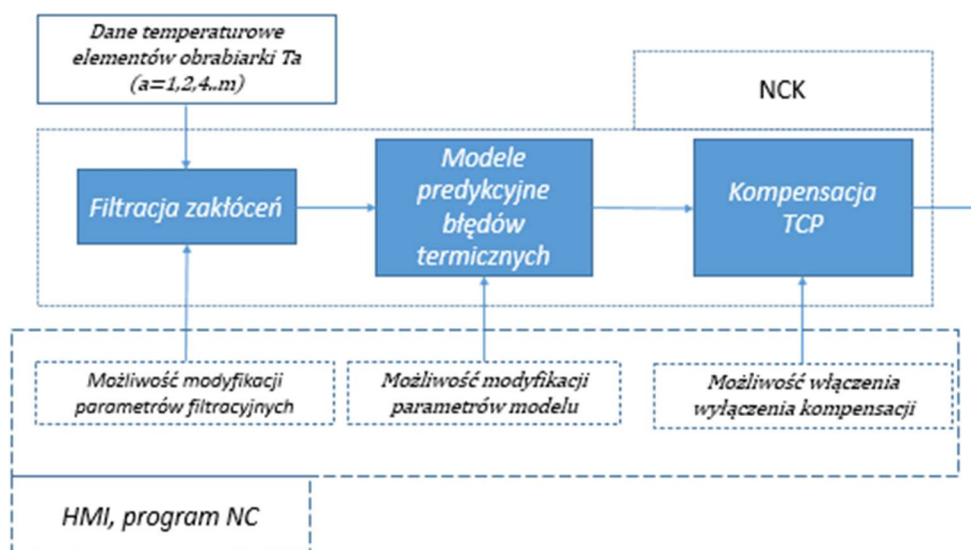 Dane temperaturowe
elementów obrabiarki Ta
(a=1,2,4..m)
NCK
Filtracja zakłóceń
Modele
predykcyjne
błędów
termicznych
Kompensacja
TCP
Możliwość modyfikacji
parametrów filtracyjnych
Możliwość modyfikacji
parametrów modelu
Możliwość włączenia
wyłączenia kompensacji
HMI, program NC